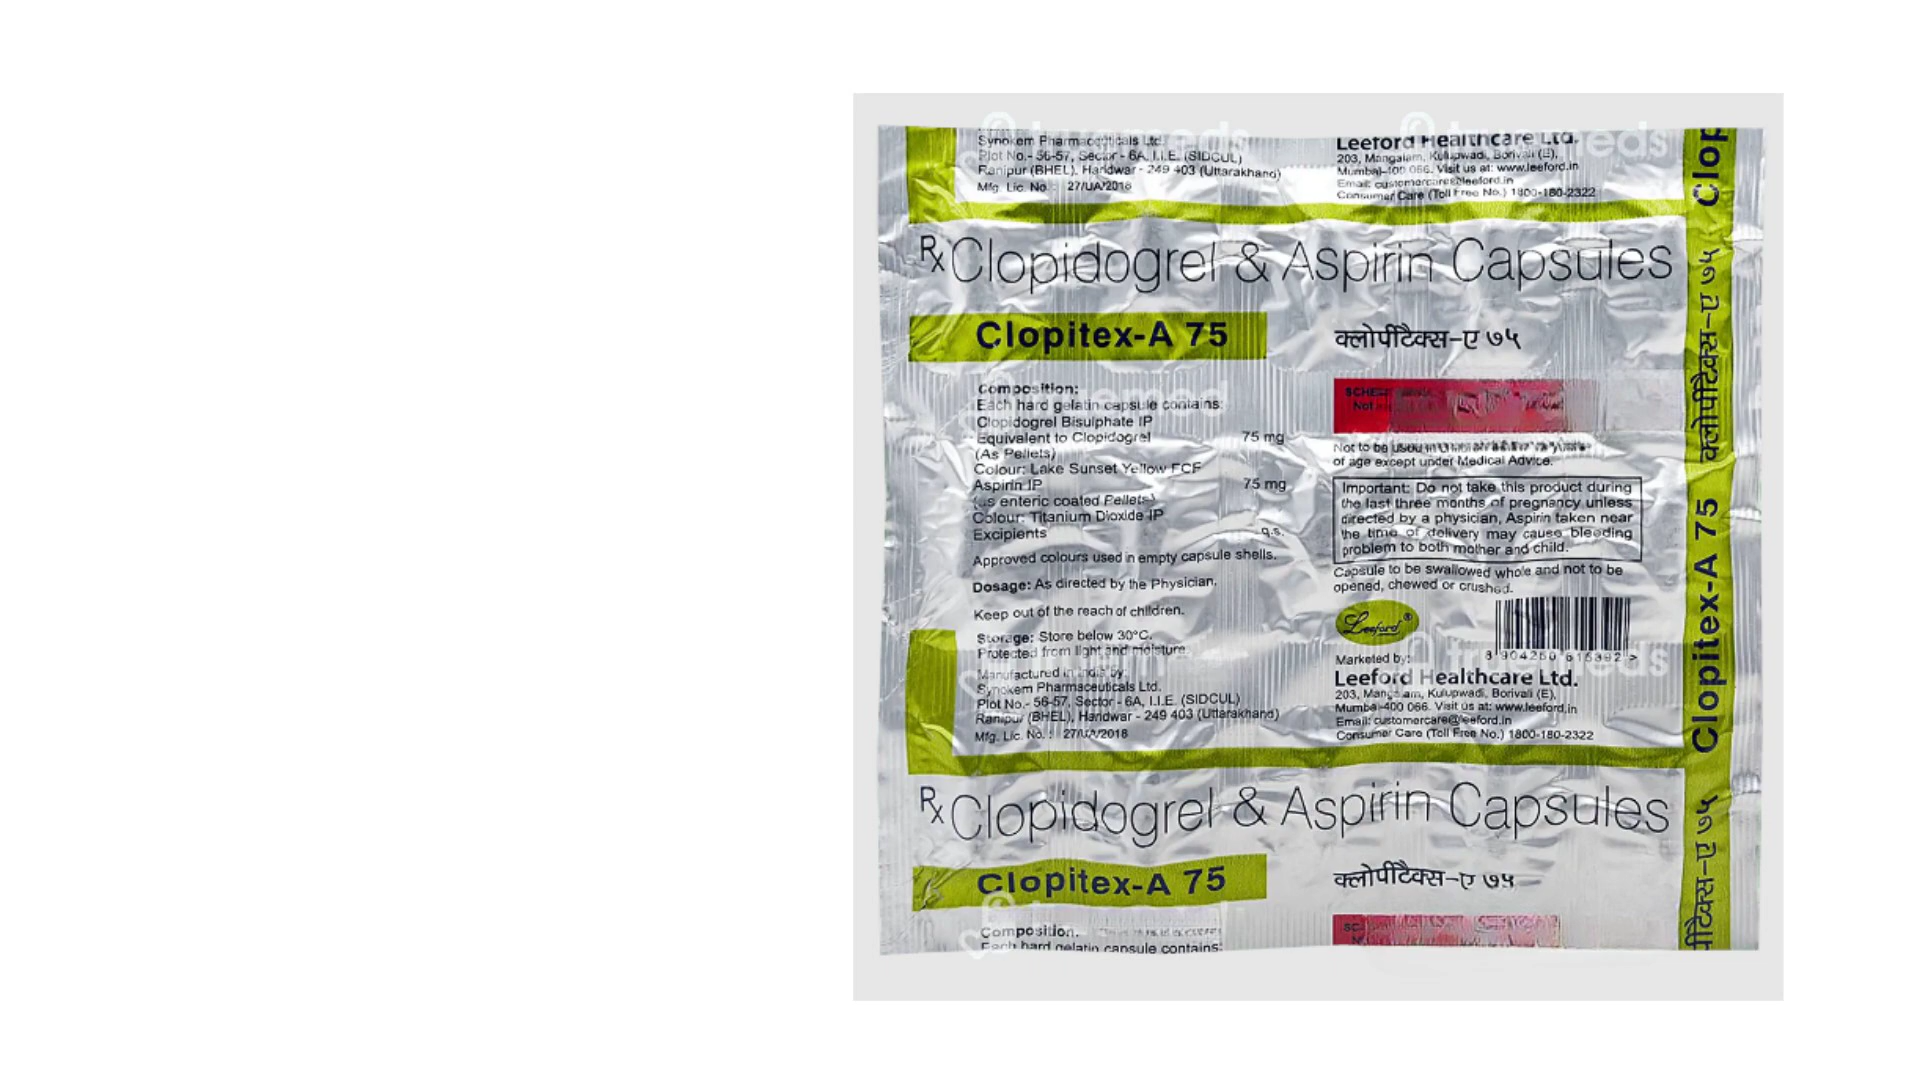 Synokem Pharmaceuticals Ltd.
Plot No.- 56-57, Sector - 6A, I.I.E. (SIDCUL)
Ranipur (BHEL), Haridwar - 249 403 (Uttarakhand)
Mfg. Lic. No. : 27/UA/2018
Leeford Healthcare Ltd.
203, Mangalam, Kulupwadi, Borivali (E),
Mumbai-400 066. Visit us at: www.leeford.in
Email: customercare@leeford.in
Consumer Care (Toll Free No.) 1800-180-2322
Rx Clopidogrel & Aspirin Capsules
Clopitex-A 75
क्लोपीटैक्स-ए ७५
Composition:
Each hard gelatin capsule contains:
Clopidogrel Bisulphate IP
Equivalent to Clopidogrel 75 mg
(As Pellets)
Colour: Lake Sunset Yellow FCF
Aspirin IP 75 mg
(as enteric coated Pellets)
Colour: Titanium Dioxide IP
Excipients q.s.
Approved colours used in empty capsule shells.
Dosage: As directed by the Physician.
Keep out of the reach of children.
Storage: Store below 30°C.
Protected from light and moisture.
Manufactured in India by:
Synokem Pharmaceuticals Ltd.
Plot No.- 56-57, Sector - 6A, I.I.E. (SIDCUL)
Ranipur (BHEL), Haridwar - 249 403 (Uttarakhand)
Mfg. Lic. No. : 27/UA/2018
Not to be used in
of age except under Medical Advice.
Important: Do not take this product during
the last three months of pregnancy unless
directed by a physician, Aspirin taken near
the time of delivery may cause bleeding
problem to both mother and child.
Capsule to be swallowed whole and not to be
opened, chewed or crushed.
Leeford®
8 904260 615392 >
Marketed by:
Leeford Healthcare Ltd.
203, Mangalam, Kulupwadi, Borivali (E),
Mumbai-400 066. Visit us at: www.leeford.in
Email: customercare@leeford.in
Consumer Care (Toll Free No.) 1800-180-2322
Rx Clopidogrel & Aspirin Capsules
Clopitex-A 75
क्लोपीटैक्स-ए ७५
Composition:
Each hard gelatin capsule contains:
Clop
क्लोपीटैक्स-ए ७५
Clopitex-A 75
पीटैक्स-ए ७५
truemeds